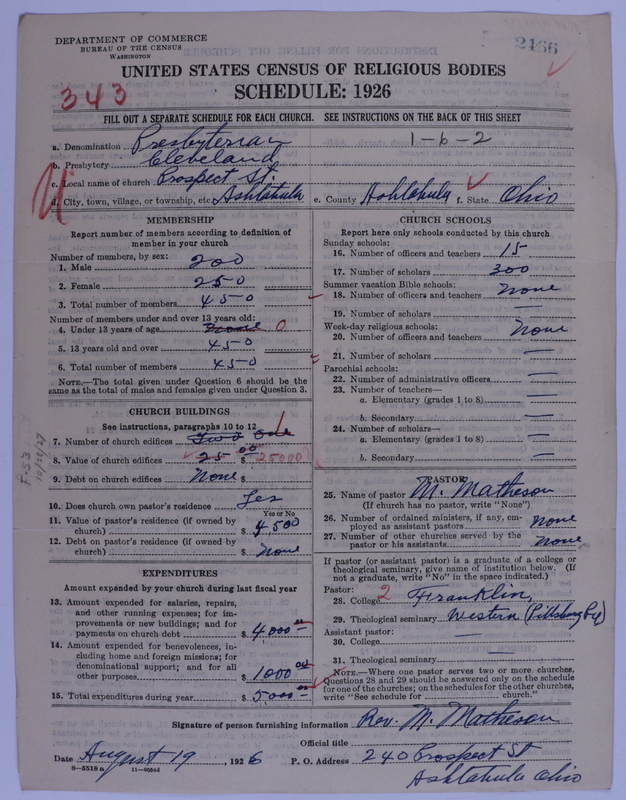 DEPARTMENT OF COMMERCE
BUREAU OF THE CENSUS
WASHINGTON
2466
UNITED STATES CENSUS OF RELIGIOUS BODIES
343
SCHEDULE: 1926
FILL OUT A SEPARATE SCHEDULE FOR EACH CHURCH. SEE INSTRUCTIONS ON THE BACK OF THIS SHEET
a. Denomination Presbyterian 1-6-2
b. Presbytery Cleveland
c. Local name of church Prospect St.
U
d. City, town, village, or township, etc. Ashtabula e. County Ashtabula f. State Ohio
MEMBERSHIP
Report number of members according to definition of member in your church
Number of members, by sex:
1. Male 200
2. Female 250
3. Total number of members 450
Number of members under and over 13 years old:
4. Under 13 years of age None 0
5. 13 years old and over 450
6. Total number of members 450
NOTE.—The total given under Question 6 should be the
same as the total of males and females given under Question 3.
CHURCH BUILDINGS
See instructions, paragraphs 10 to 12
7. Number of church edifices Two One 1
8. Value of church edifices 25 00 $ 25000
9. Debt on church edifices None $
10. Does church own pastor's residence Yes
Yes or No
11. Value of pastor's residence (if owned by
church) $ 4500
12. Debt on pastor's residence (if owned by
church) $ None
F-53 10/20/27
EXPENDITURES
Amount expended by your church during last fiscal year
13. Amount expended for salaries, repairs,
and other running expenses; for im-
provements or new buildings; and for
payments on church debt $ 4000
14. Amount expended for benevolences, in-
cluding home and foreign missions; for
denominational support; and for all
other purposes $ 1000 00
15. Total expenditures during year $ 5000
CHURCH SCHOOLS
Report here only schools conducted by this church
Sunday schools:
16. Number of officers and teachers 15
17. Number of scholars 300
Summer vacation Bible schools:
18. Number of officers and teachers None
19. Number of scholars —
Week-day religious schools:
20. Number of officers and teachers None
21. Number of scholars —
Parochial schools:
22. Number of administrative officers —
23. Number of teachers—
a. Elementary (grades 1 to 8) —
b. Secondary —
24. Number of scholars—
a. Elementary (grades 1 to 8) —
b. Secondary —
PASTOR
25. Name of pastor M. Matheson
(If church has no pastor, write "None")
26. Number of ordained ministers, if any, em-
ployed as assistant pastors None
27. Number of other churches served by the
pastor or his assistants None
If pastor (or assistant pastor) is a graduate of a college or
theological seminary, give name of institution below. (If
not a graduate, write "No" in the space indicated.)
Pastor:
28. College 2 Franklin,
29. Theological seminary Western (Pittsburg Pa)
Assistant pastor:
30. College —
31. Theological seminary —
NOTE.—Where one pastor serves two or more churches,
Questions 28 and 29 should be answered only on the schedule
for one of the churches; on the schedules for the other churches,
write "See schedule for church."
Signature of person furnishing information Rev. M. Matheson
Official title
Date August 19, 1926 P. O. Address 240 Prospect St
8—5518 a
Ashtabula Ohio